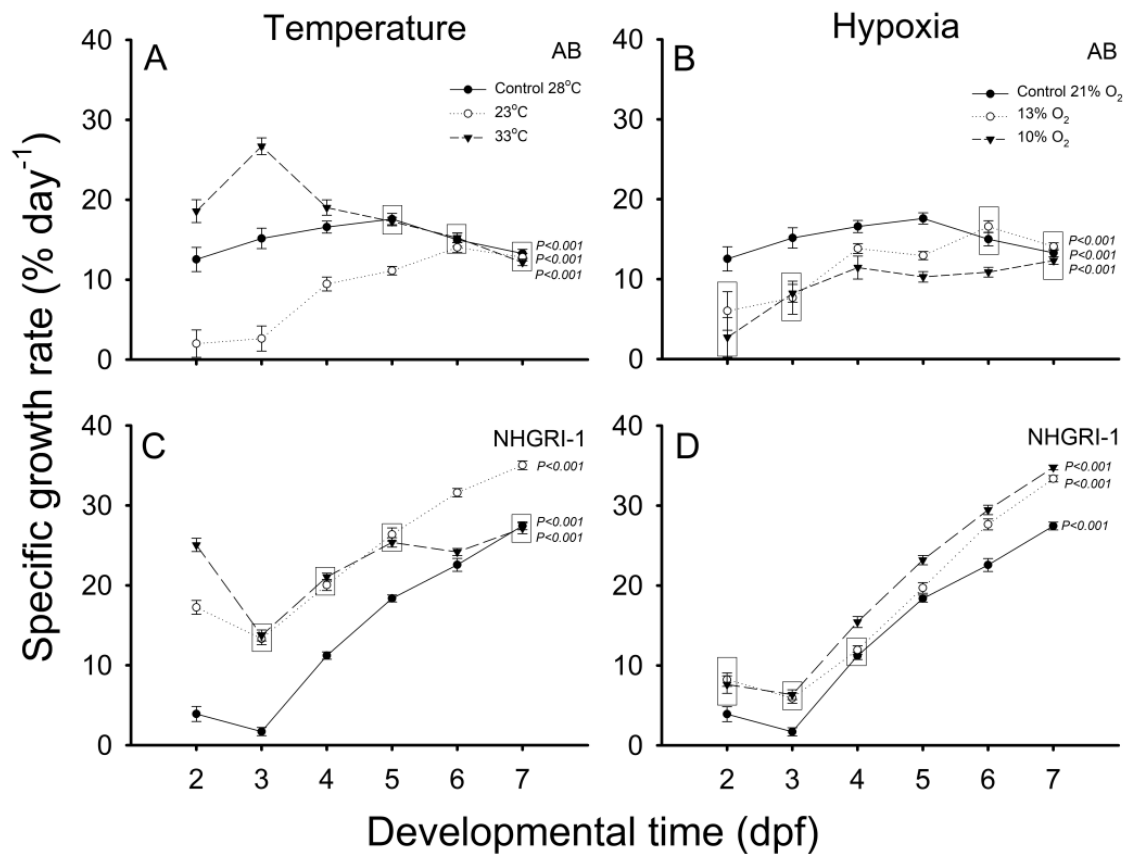 Temperature
Hypoxia
Specific growth rate (% day⁻¹)
A
AB
Control 28°C
23°C
33°C
40
30
20
10
0
P<0.001
P<0.001
P<0.001
B
AB
Control 21% O₂
13% O₂
10% O₂
40
30
20
10
0
P<0.001
P<0.001
P<0.001
C
NHGRI-1
40
30
20
10
0
P<0.001
P<0.001
P<0.001
2 3 4 5 6 7
D
NHGRI-1
40
30
20
10
0
P<0.001
P<0.001
P<0.001
2 3 4 5 6 7
Developmental time (dpf)